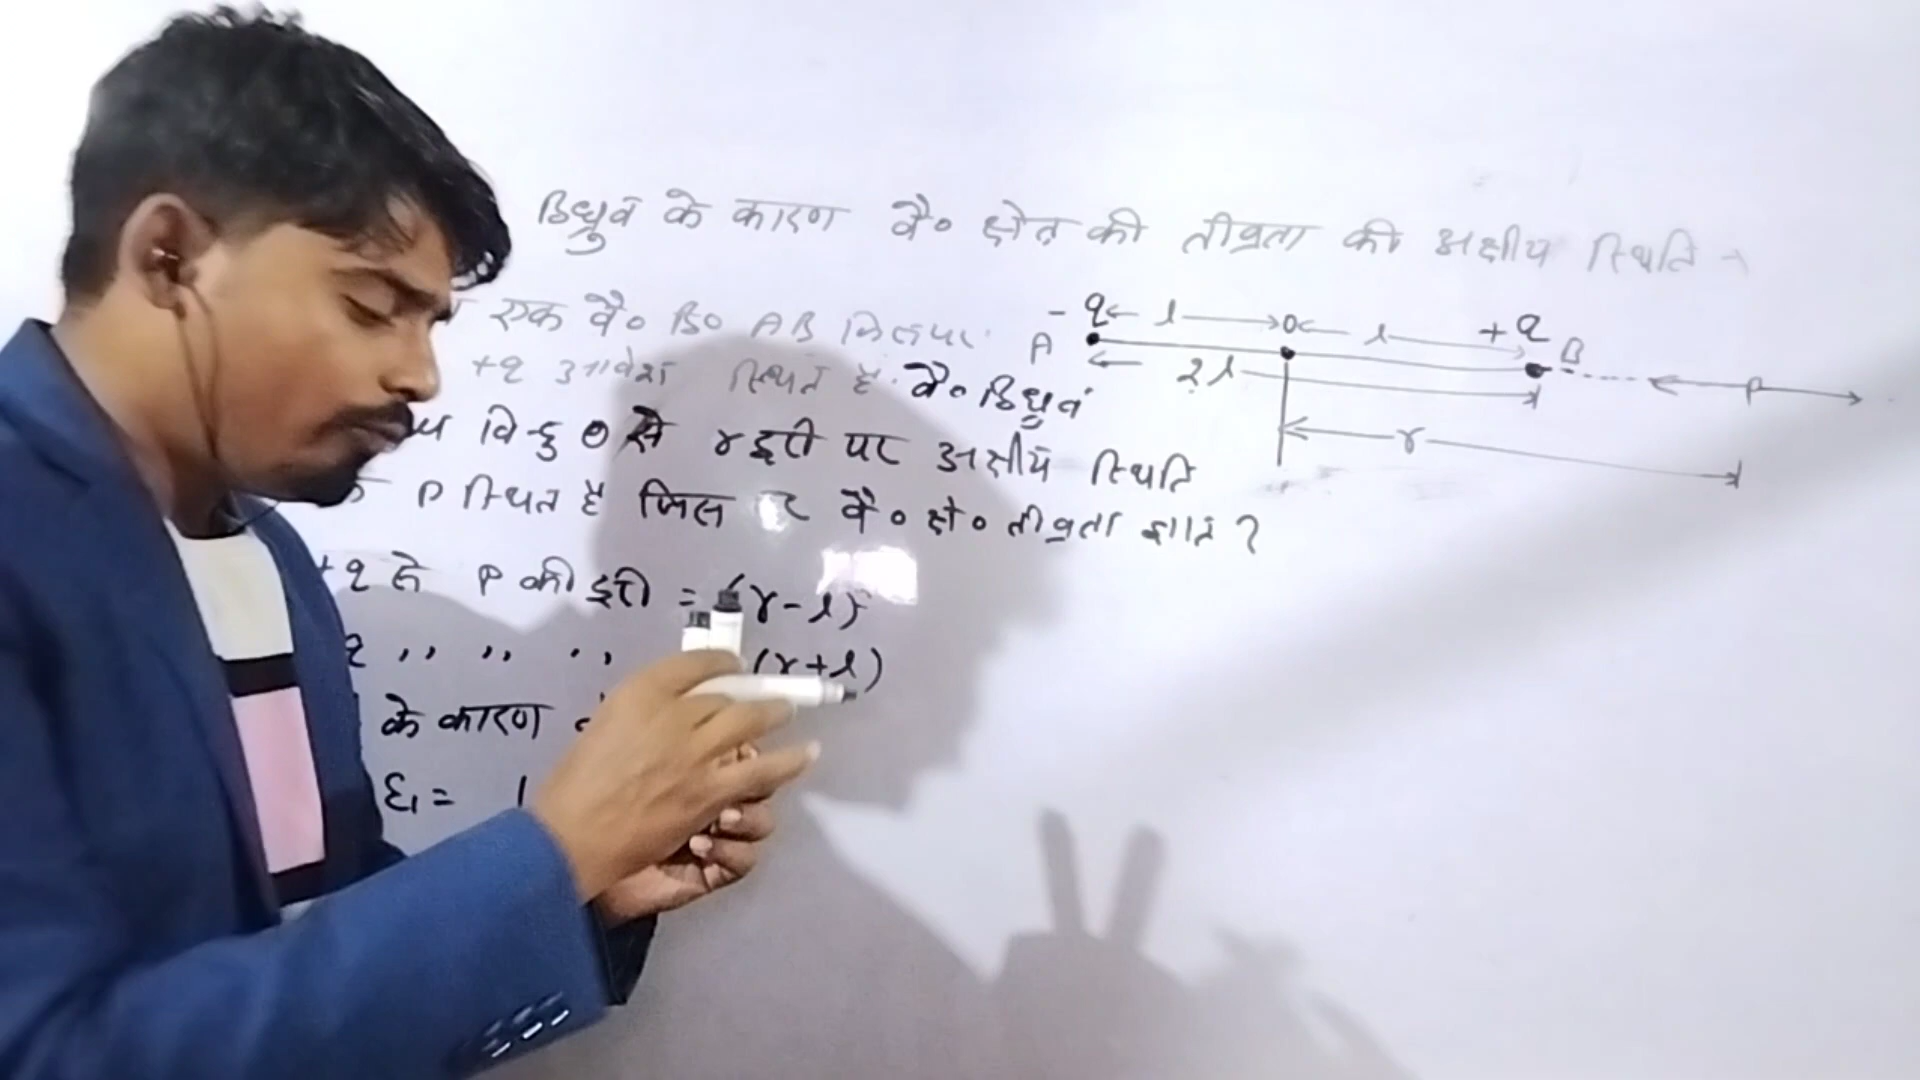 द्विध्रुव के कारण वै० क्षेत्र की तीव्रता की अक्षीय स्थिति →
एक वै० द्वि० AB जिसपर
+q आवेश स्थित है. वै० द्विध्रुव
से r दूरी पर अक्षीय स्थिति
P स्थित है जिस वै० क्षे० तीव्रता ज्ञात ?
+q से P की दूरी = (r-l)
q ,, ,, ,, (r+l)
के कारण
E₁ = 1
-q ← l → O ← l → +q
A B
2l
P
r